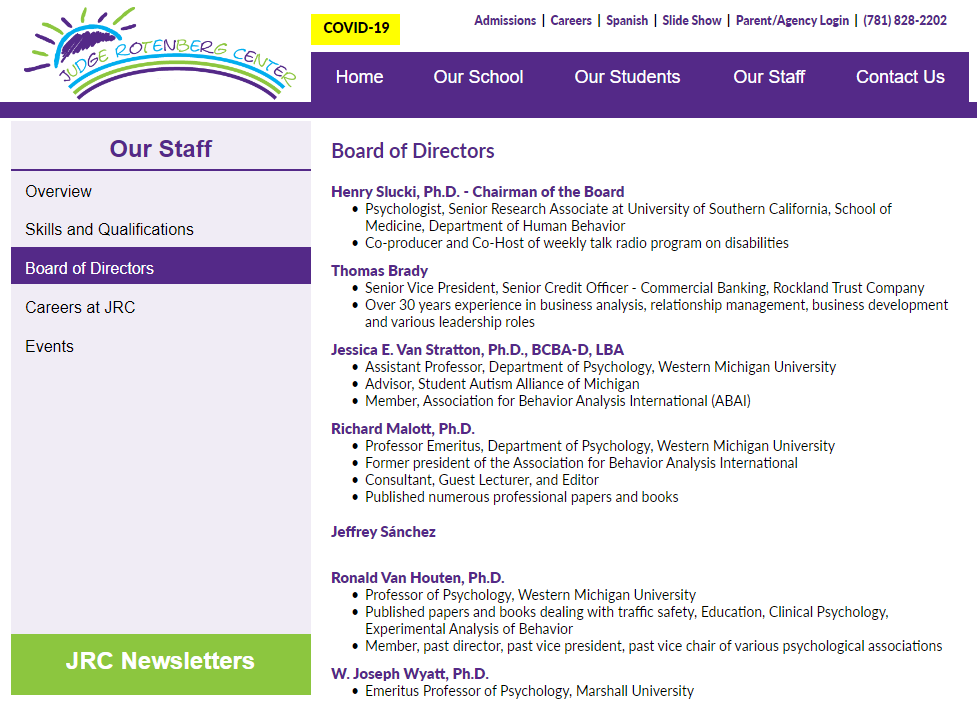 JUDGE ROTENBERG CENTER
COVID-19
Admissions | Careers | Spanish | Slide Show | Parent/Agency Login | (781) 828-2202
Home Our School Our Students Our Staff Contact Us
Our Staff
Overview
Skills and Qualifications
Board of Directors
Careers at JRC
Events
JRC Newsletters
Board of Directors
Henry Slucki, Ph.D. - Chairman of the Board
• Psychologist, Senior Research Associate at University of Southern California, School of
Medicine, Department of Human Behavior
• Co-producer and Co-Host of weekly talk radio program on disabilities
Thomas Brady
• Senior Vice President, Senior Credit Officer - Commercial Banking, Rockland Trust Company
• Over 30 years experience in business analysis, relationship management, business development
and various leadership roles
Jessica E. Van Stratton, Ph.D., BCBA-D, LBA
• Assistant Professor, Department of Psychology, Western Michigan University
• Advisor, Student Autism Alliance of Michigan
• Member, Association for Behavior Analysis International (ABAI)
Richard Malott, Ph.D.
• Professor Emeritus, Department of Psychology, Western Michigan University
• Former president of the Association for Behavior Analysis International
• Consultant, Guest Lecturer, and Editor
• Published numerous professional papers and books
Jeffrey Sánchez
Ronald Van Houten, Ph.D.
• Professor of Psychology, Western Michigan University
• Published papers and books dealing with traffic safety, Education, Clinical Psychology,
Experimental Analysis of Behavior
• Member, past director, past vice president, past vice chair of various psychological associations
W. Joseph Wyatt, Ph.D.
• Emeritus Professor of Psychology, Marshall University